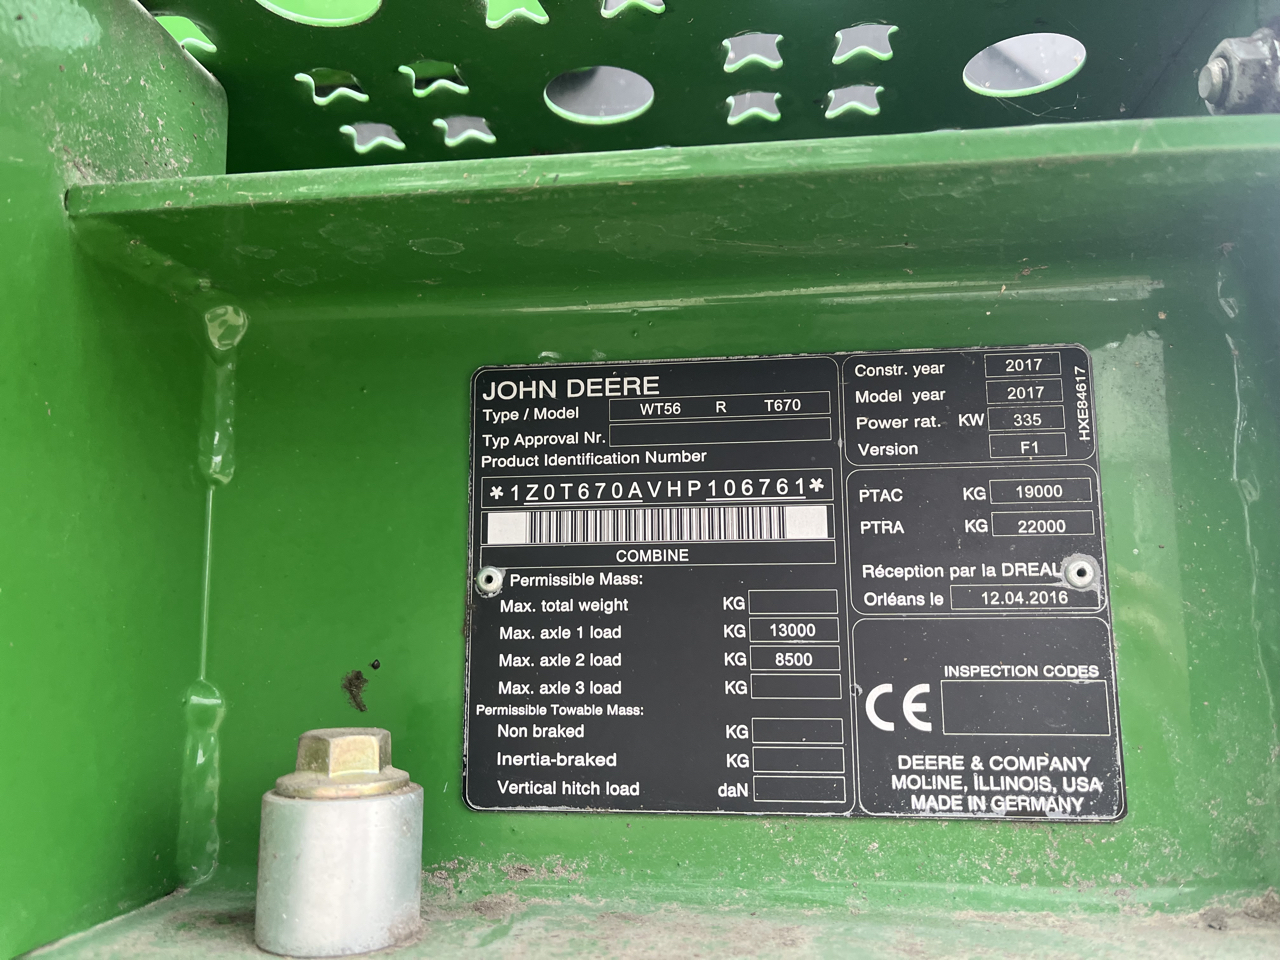 JOHN DEERE
Type / Model WT56 R T670
Typ Approval Nr.
Product Identification Number
*1Z0T670AVHP106761*
COMBINE
Permissible Mass:
Max. total weight KG
Max. axle 1 load KG 13000
Max. axle 2 load KG 8500
Max. axle 3 load KG
Permissible Towable Mass:
Non braked KG
Inertia-braked KG
Vertical hitch load daN
Constr. year 2017
Model year 2017
Power rat. KW 335
Version F1
HXE84617
PTAC KG 19000
PTRA KG 22000
Réception par la DREAL
Orléans le 12.04.2016
INSPECTION CODES
CE
DEERE & COMPANY
MOLINE, ILLINOIS, USA
MADE IN GERMANY